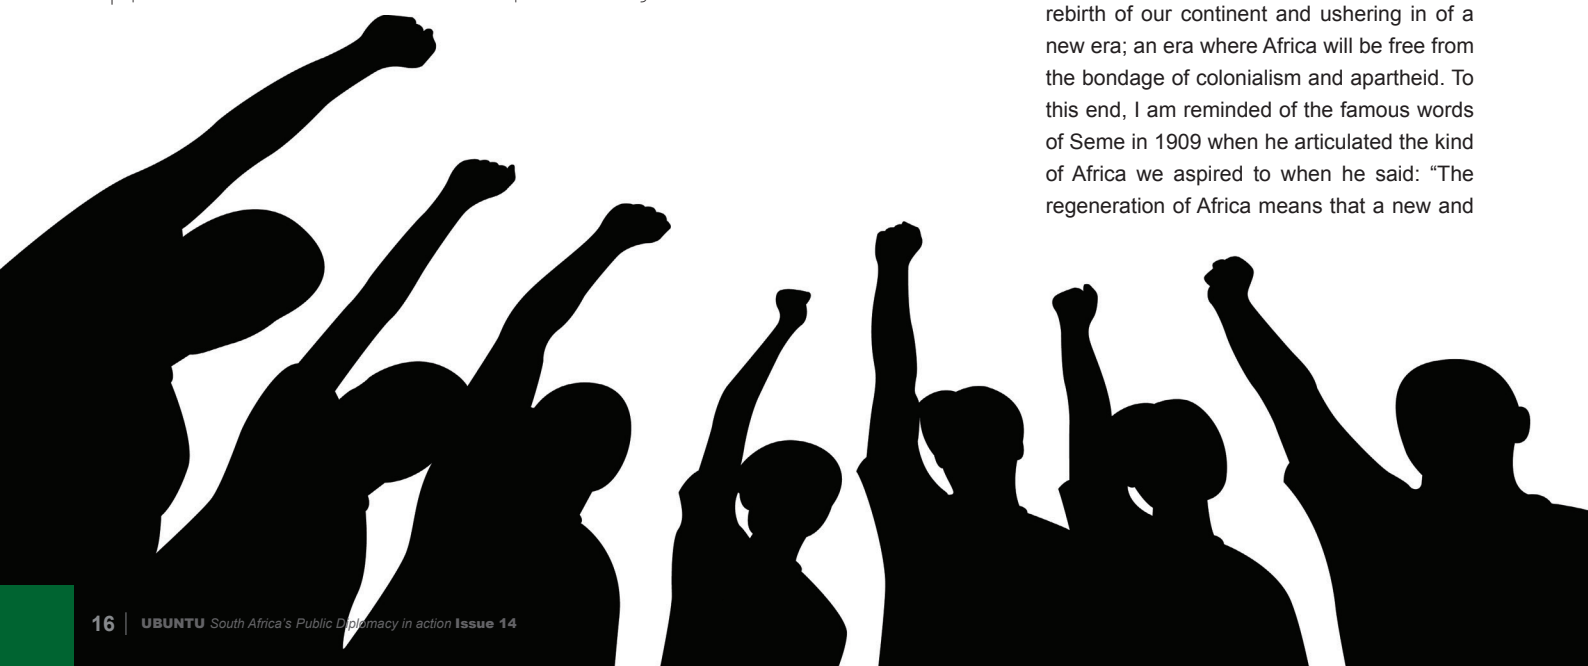 rebirth of our continent and ushering in of a
new era; an era where Africa will be free from
the bondage of colonialism and apartheid. To
this end, I am reminded of the famous words
of Seme in 1909 when he articulated the kind
of Africa we aspired to when he said: “The
regeneration of Africa means that a new and
16 | UBUNTU South Africa's Public Diplomacy in action Issue 14